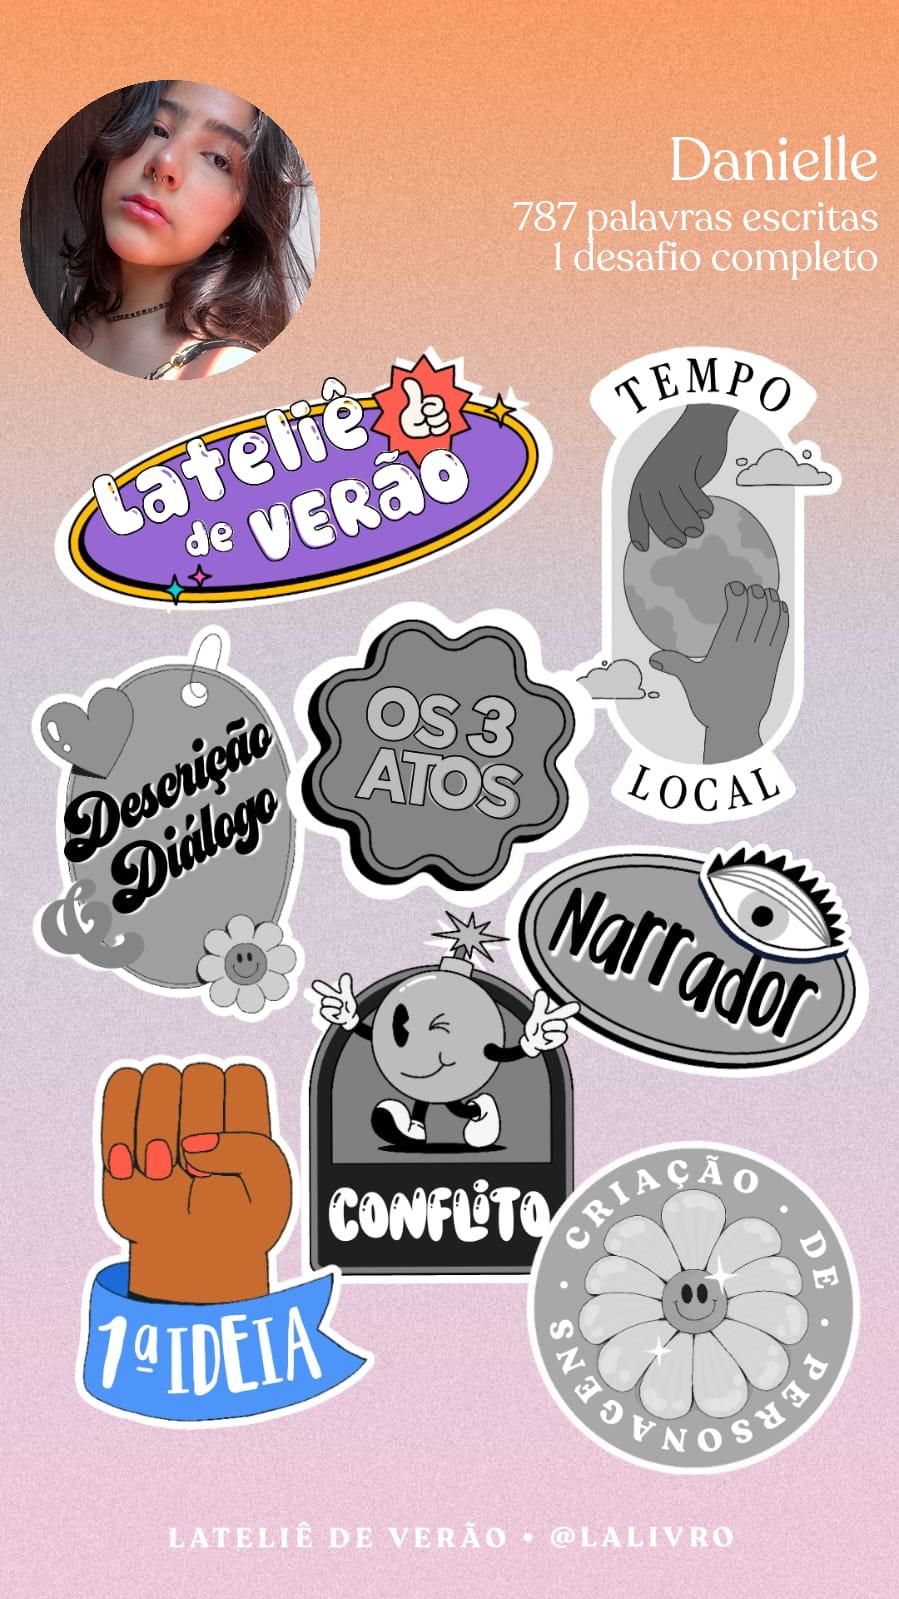 Danielle
787 palavras escritas
1 desafio completo
Lateliê
de VERÃO
TEMPO
LOCAL
OS 3
ATOS
Descrição
&
Diálogo
Narrador
CONFLiTO
1ª IDEIA
CRIAÇÃO · DE · PERSONAGENS ·
LATELIÊ DE VERÃO • @LALIVRO